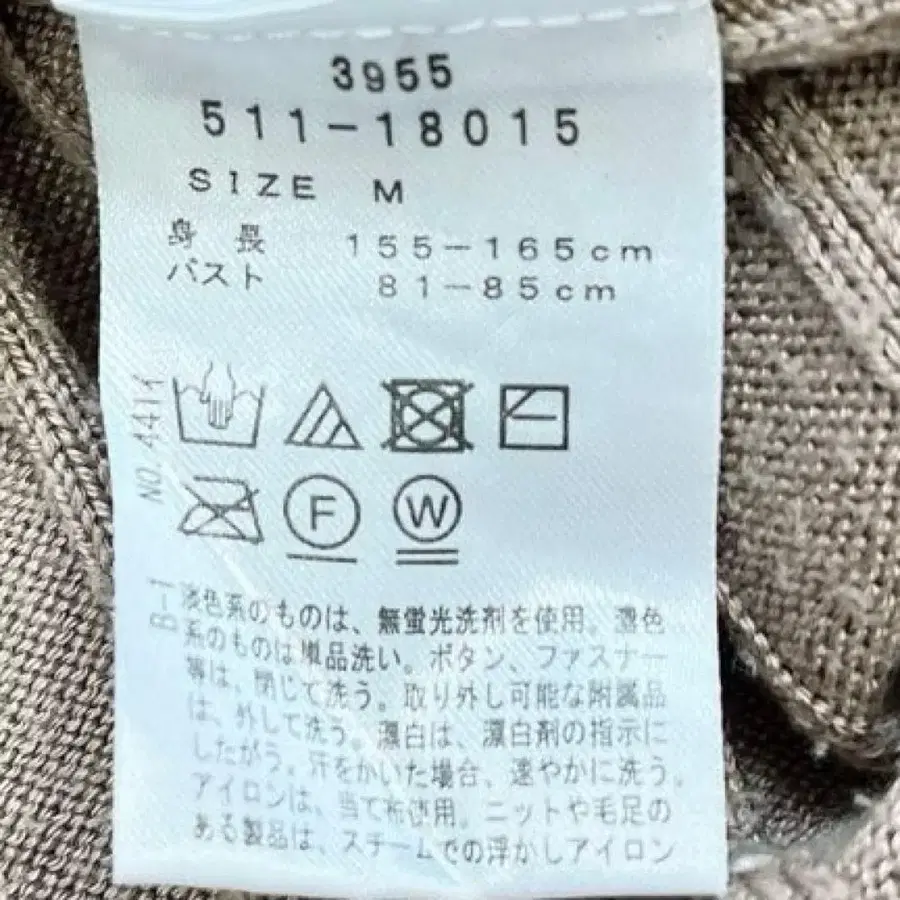 3955
511-18015
SIZE M
身長 155-165cm
バスト 81-85cm
NO.4414
F
W
B-1
淡色系のものは、無蛍光洗剤を使用。濃色
系のものは単品洗い。ボタン、ファスナー
等は、閉じて洗う。取り外し可能な附属品
は、外して洗う。漂白は、漂白剤の指示に
したがう。汗をかいた場合、速やかに洗う。
アイロンは、当て布使用。ニットや毛足の
ある製品は、スチームでの浮かしアイロン